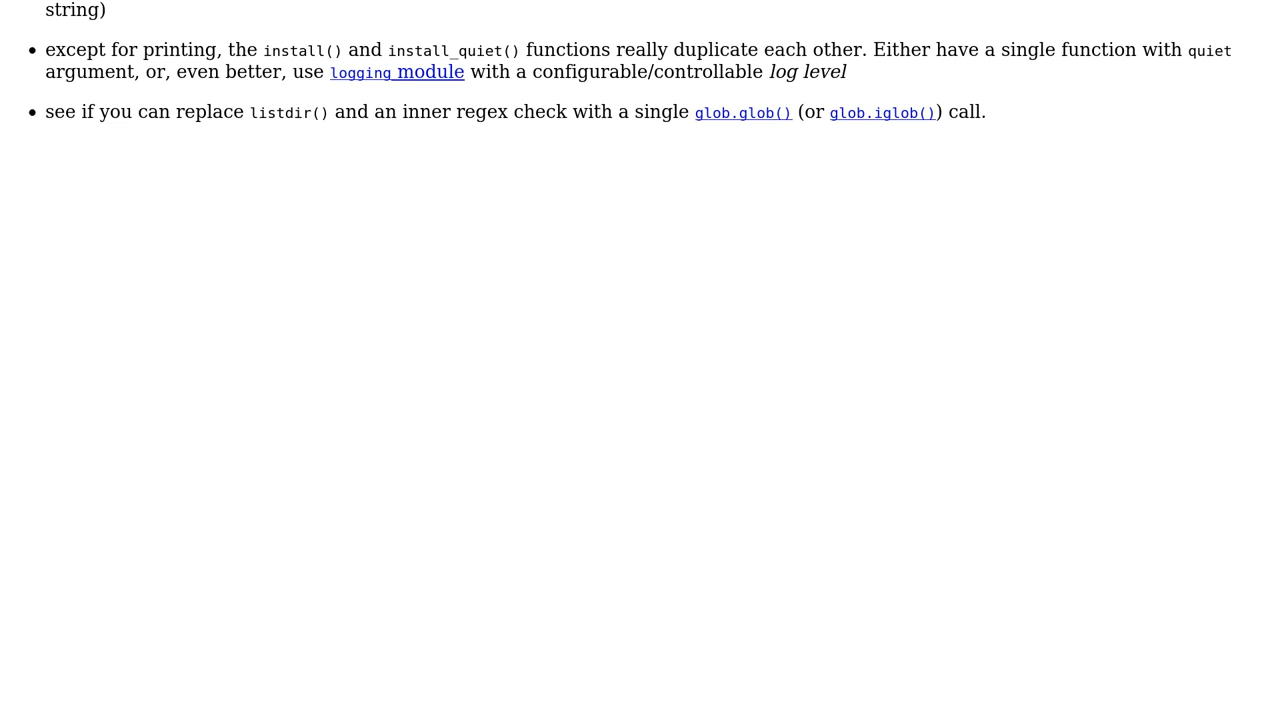 string)
• except for printing, the install() and install_quiet() functions really duplicate each other. Either have a single function with quiet
argument, or, even better, use logging module with a configurable/controllable log level
• see if you can replace listdir() and an inner regex check with a single glob.glob() (or glob.iglob()) call.